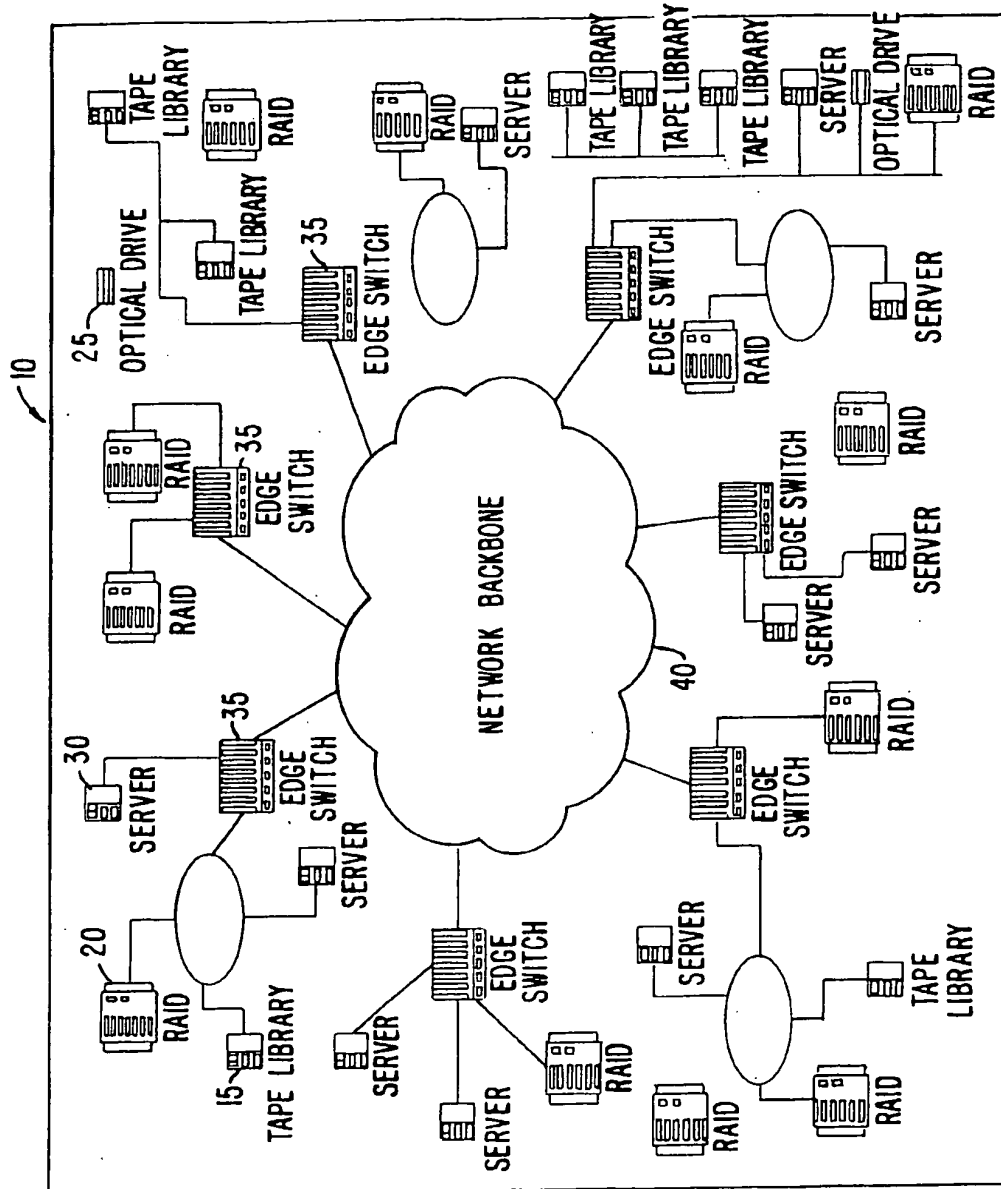 10
30
25
20
SERVER
OPTICAL DRIVE
TAPE
LIBRARY
RAID
RAID
RAID
15
35
35
TAPE LIBRARY
EDGE
SWITCH
EDGE
SWITCH
TAPE LIBRARY
RAID
35
SERVER
EDGE SWITCH
SERVER
RAID
NETWORK BACKBONE
SERVER
EDGE
SWITCH
SERVER
RAID
TAPE LIBRARY
EDGE SWITCH
TAPE LIBRARY
40
SERVER
RAID
RAID
TAPE LIBRARY
EDGE
SWITCH
EDGE SWITCH
SERVER
SERVER
RAID
RAID
RAID
OPTICAL DRIVE
TAPE
LIBRARY
SERVER
SERVER
RAID